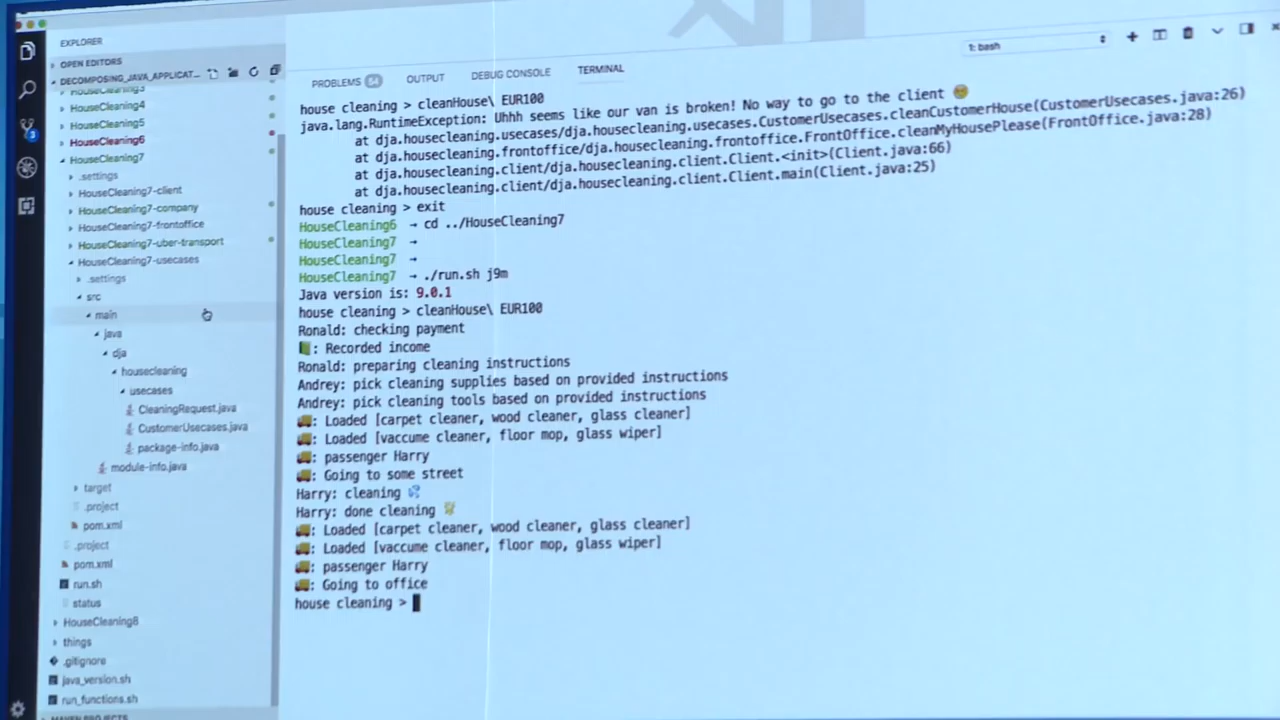 EXPLORER
OPEN EDITORS
DECOMPOSING_JAVA_APPLICAT...
HouseCleaning3
HouseCleaning4
HouseCleaning5
HouseCleaning6
HouseCleaning7
.settings
HouseCleaning7-client
HouseCleaning7-company
HouseCleaning7-frontoffice
HouseCleaning7-uber-transport
HouseCleaning7-usecases
.settings
src
main
java
dja
housecleaning
usecases
CleaningRequest.java
CustomerUsecases.java
package-info.java
module-info.java
target
.project
pom.xml
.project
pom.xml
run.sh
status
HouseCleaning8
things
.gitignore
java_version.sh
run_functions.sh
MAVEN PROJECTS
3
PROBLEMS 54
OUTPUT
DEBUG CONSOLE
TERMINAL
1: bash
house cleaning > cleanHouse\ EUR100
java.lang.RuntimeException: Uhhh seems like our van is broken! No way to go to the client 😢
at dja.housecleaning.usecases/dja.housecleaning.usecases.CustomerUsecases.cleanCustomerHouse(CustomerUsecases.java:26)
at dja.housecleaning.frontoffice/dja.housecleaning.frontoffice.FrontOffice.cleanMyHousePlease(FrontOffice.java:28)
at dja.housecleaning.client/dja.housecleaning.client.Client.<init>(Client.java:66)
at dja.housecleaning.client/dja.housecleaning.client.Client.main(Client.java:25)
house cleaning > exit
HouseCleaning6 → cd ../HouseCleaning7
HouseCleaning7 →
HouseCleaning7 →
HouseCleaning7 → ./run.sh j9m
Java version is: 9.0.1
house cleaning > cleanHouse\ EUR100
Ronald: checking payment
📗: Recorded income
Ronald: preparing cleaning instructions
Andrey: pick cleaning supplies based on provided instructions
Andrey: pick cleaning tools based on provided instructions
🚚: Loaded [carpet cleaner, wood cleaner, glass cleaner]
🚚: Loaded [vaccume cleaner, floor mop, glass wiper]
🚚: passenger Harry
🚚: Going to some street
Harry: cleaning 💦
Harry: done cleaning
🚚: Loaded [carpet cleaner, wood cleaner, glass cleaner]
🚚: Loaded [vaccume cleaner, floor mop, glass wiper]
🚚: passenger Harry
🚚: Going to office
house cleaning >